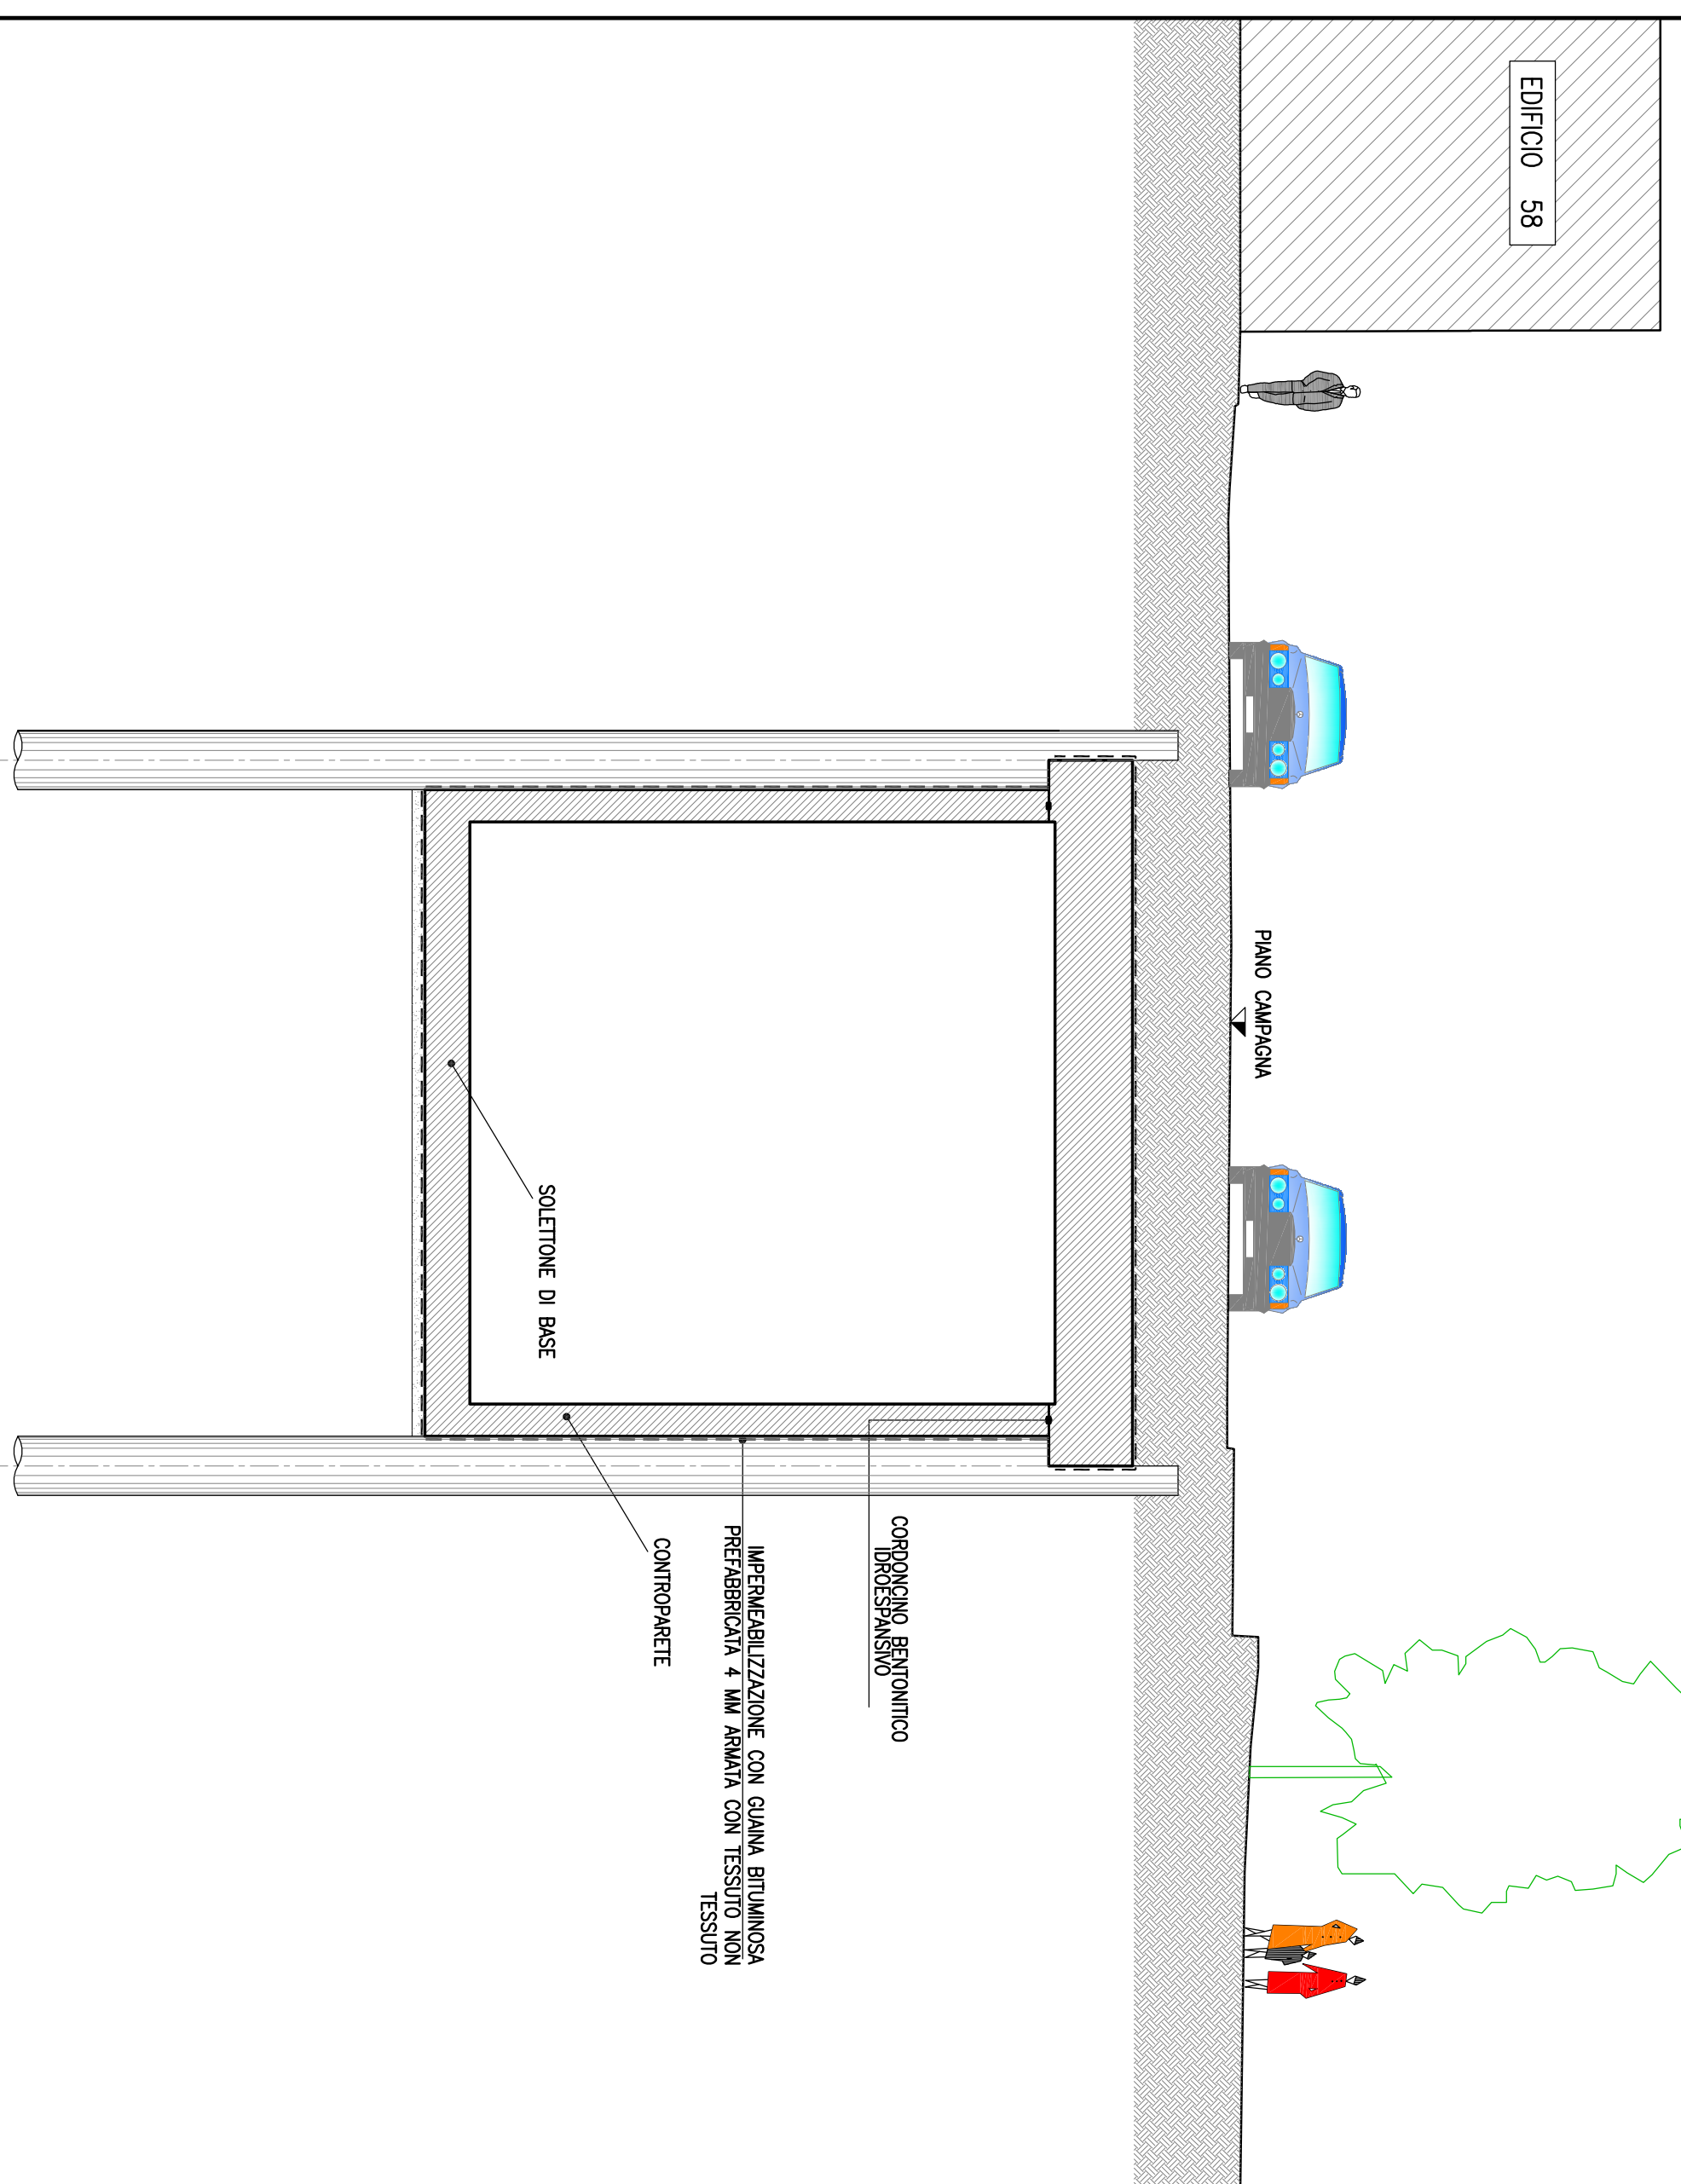 EDIFICIO 58
PIANO CAMPAGNA
CORDONCINO BENTONITICO
IDROESPANSIVO
IMPERMEABILIZZAZIONE CON GUAINA BITUMINOSA
PREFABBRICATA 4 MM ARMATA CON TESSUTO NON
TESSUTO
CONTROPARETE
SOLETTONE DI BASE